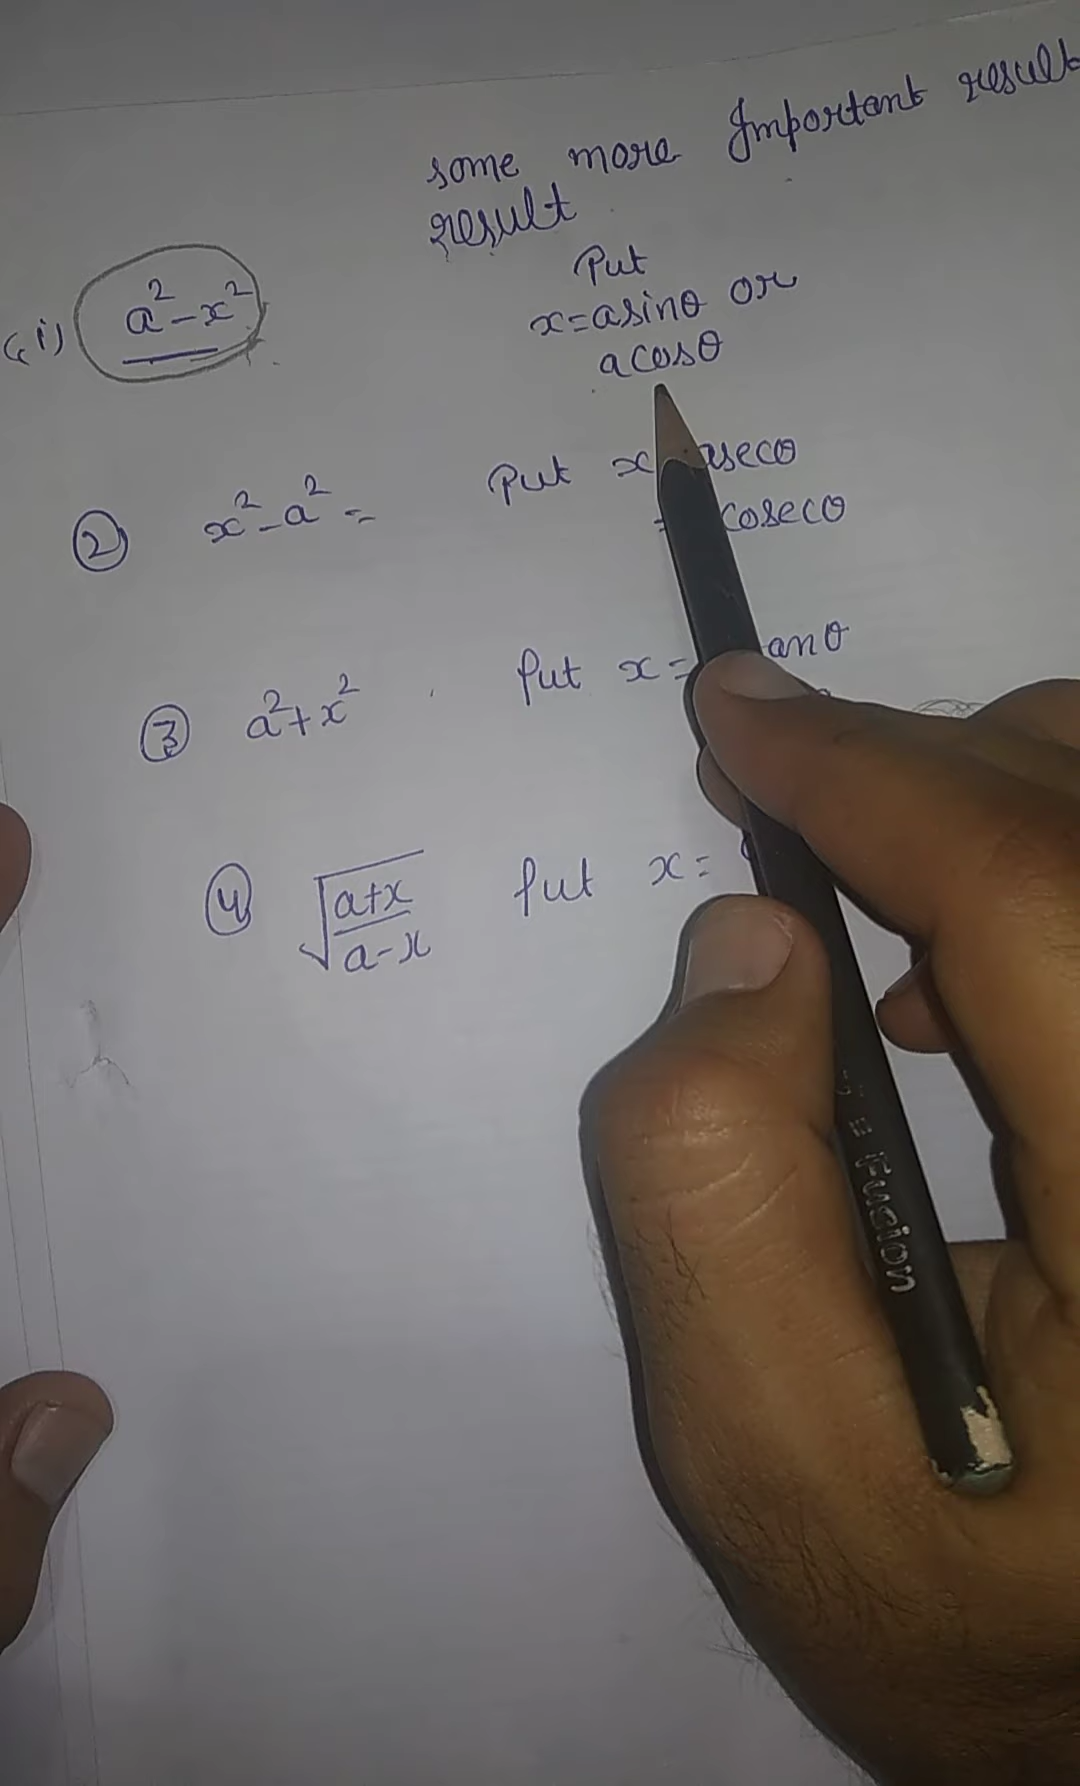 some more Important result
result
Put
(i) a²-x² x=asinθ or
acosθ
② x²-a²= Put x asecθ
= cosecθ
③ a²+x² Put x= anθ
④ √(a+x)/(a-x) Put x=
Fusion